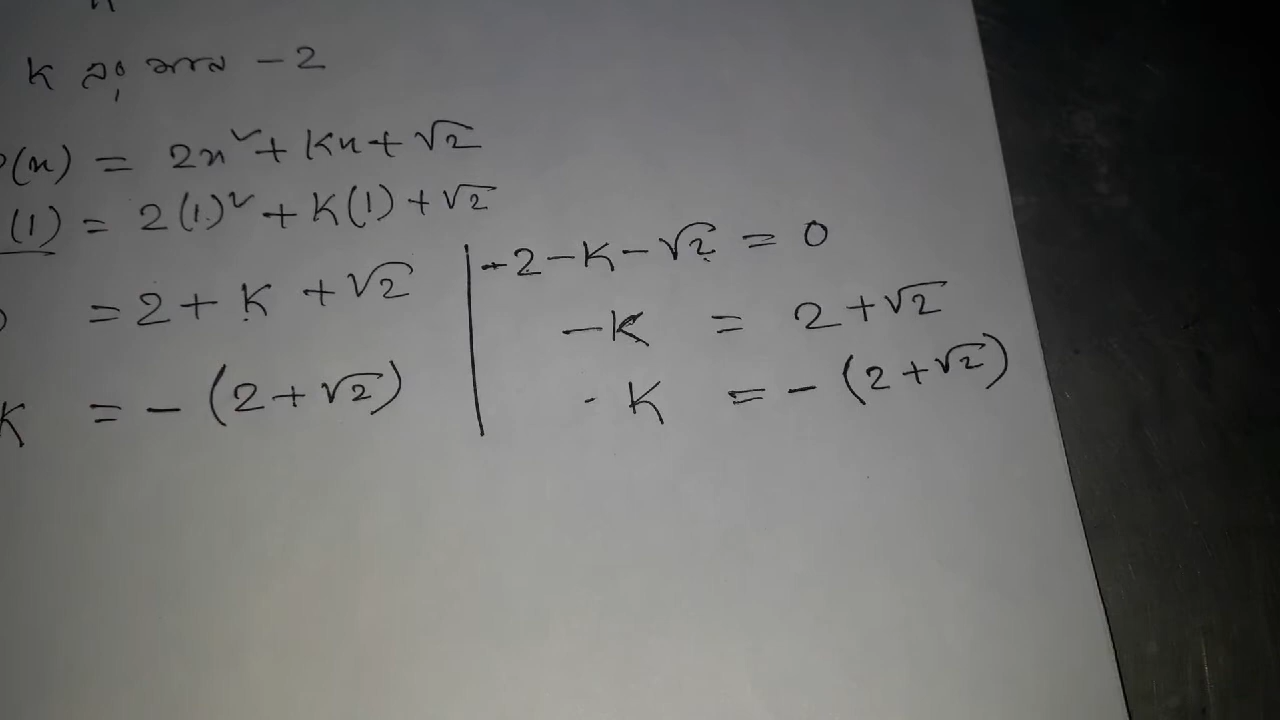 K র মান -2
P(x) = 2x² + Kx + √2
(1) = 2(1)² + K(1) + √2
= 2 + K + √2
K = - (2 + √2)
-2 - K - √2 = 0
-K = 2 + √2
K = - (2 + √2)